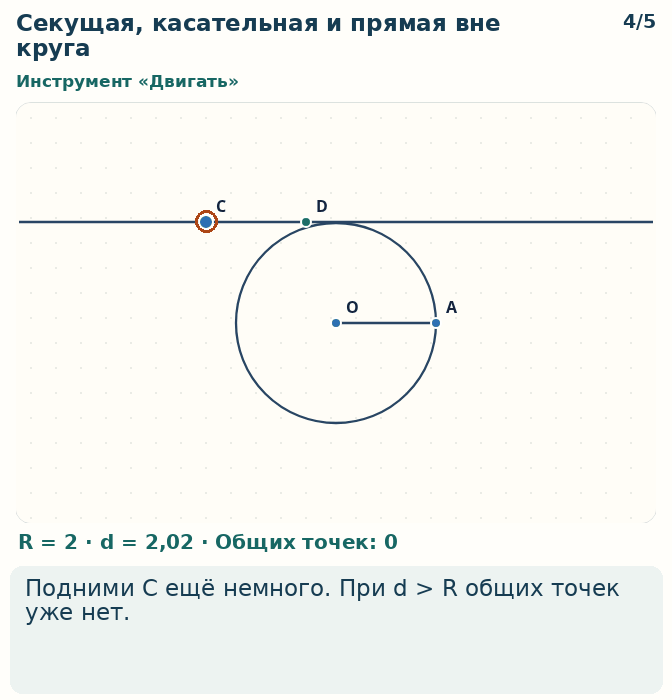 Секущая, касательная и прямая вне
круга
4/5
Инструмент «Двигать»
C
D
O
A
R = 2 · d = 2,02 · Общих точек: 0
Подними C ещё немного. При d > R общих точек
уже нет.